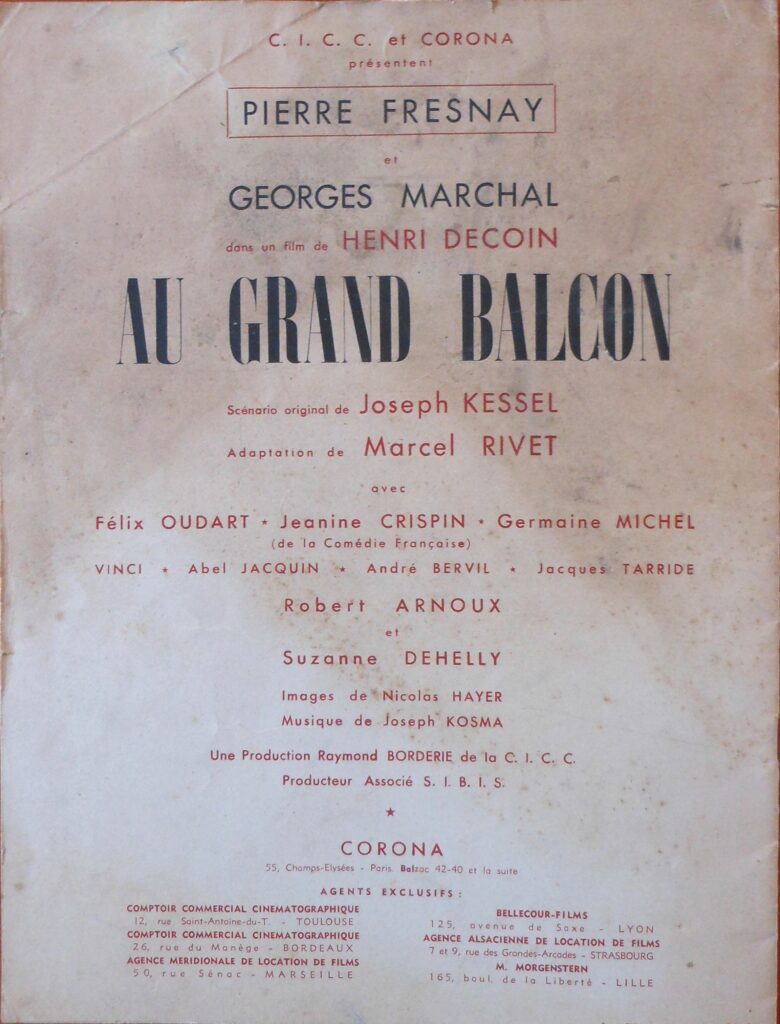 C. I. C. C. et CORONA
présentent
PIERRE FRESNAY
et
GEORGES MARCHAL
dans un film de HENRI DECOIN
AU GRAND BALCON
Scénario original de Joseph KESSEL
Adaptation de Marcel RIVET
avec
Félix OUDART ★ Jeanine CRISPIN ★ Germaine MICHEL
(de la Comédie Française)
VINCI ★ Abel JACQUIN ★ André BERVIL ★ Jacques TARRIDE
Robert ARNOUX
et
Suzanne DEHELLY
Images de Nicolas HAYER
Musique de Joseph KOSMA
Une Production Raymond BORDERIE de la C. I. C. C.
Producteur Associé S. I. B. I. S.
★
CORONA
55, Champs-Elysées - Paris. Balzac 42-40 et la suite
AGENTS EXCLUSIFS :
COMPTOIR COMMERCIAL CINEMATOGRAPHIQUE
12, rue Saint-Antoine-du-T. - TOULOUSE
COMPTOIR COMMERCIAL CINEMATOGRAPHIQUE
26, rue du Manège - BORDEAUX
AGENCE MERIDIONALE DE LOCATION DE FILMS
50, rue Sénac - MARSEILLE
BELLECOUR-FILMS
125, avenue de Saxe - LYON
AGENCE ALSACIENNE DE LOCATION DE FILMS
7 et 9, rue des Grandes-Arcades - STRASBOURG
M. MORGENSTERN
165, boul. de la Liberté - LILLE